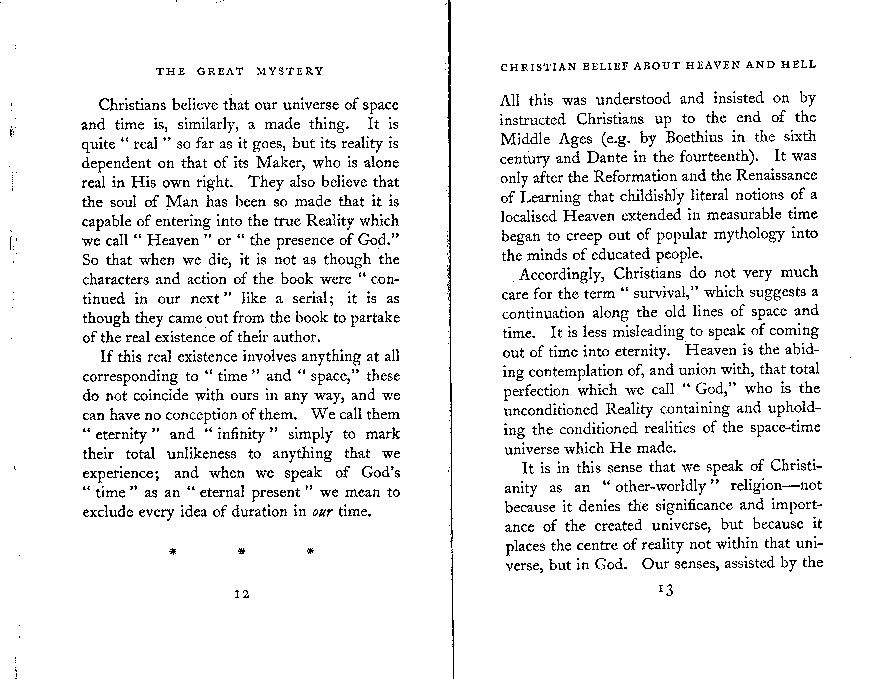 THE GREAT MYSTERY
Christians believe that our universe of space
and time is, similarly, a made thing. It is
quite “ real ” so far as it goes, but its reality is
dependent on that of its Maker, who is alone
real in His own right. They also believe that
the soul of Man has been so made that it is
capable of entering into the true Reality which
we call “ Heaven ” or “ the presence of God.”
So that when we die, it is not as though the
characters and action of the book were “ con-
tinued in our next ” like a serial; it is as
though they came out from the book to partake
of the real existence of their author.
If this real existence involves anything at all
corresponding to “ time ” and “ space,” these
do not coincide with ours in any way, and we
can have no conception of them. We call them
“ eternity ” and “ infinity ” simply to mark
their total unlikeness to anything that we
experience; and when we speak of God’s
“ time ” as an “ eternal present ” we mean to
exclude every idea of duration in our time.
* * *
12
CHRISTIAN BELIEF ABOUT HEAVEN AND HELL
All this was understood and insisted on by
instructed Christians up to the end of the
Middle Ages (e.g. by Boethius in the sixth
century and Dante in the fourteenth). It was
only after the Reformation and the Renaissance
of Learning that childishly literal notions of a
localised Heaven extended in measurable time
began to creep out of popular mythology into
the minds of educated people.
Accordingly, Christians do not very much
care for the term “ survival,” which suggests a
continuation along the old lines of space and
time. It is less misleading to speak of coming
out of time into eternity. Heaven is the abid-
ing contemplation of, and union with, that total
perfection which we call “ God,” who is the
unconditioned Reality containing and uphold-
ing the conditioned realities of the space-time
universe which He made.
It is in this sense that we speak of Christi-
anity as an “ other-worldly ” religion—not
because it denies the significance and import-
ance of the created universe, but because it
places the centre of reality not within that uni-
verse, but in God. Our senses, assisted by the
13